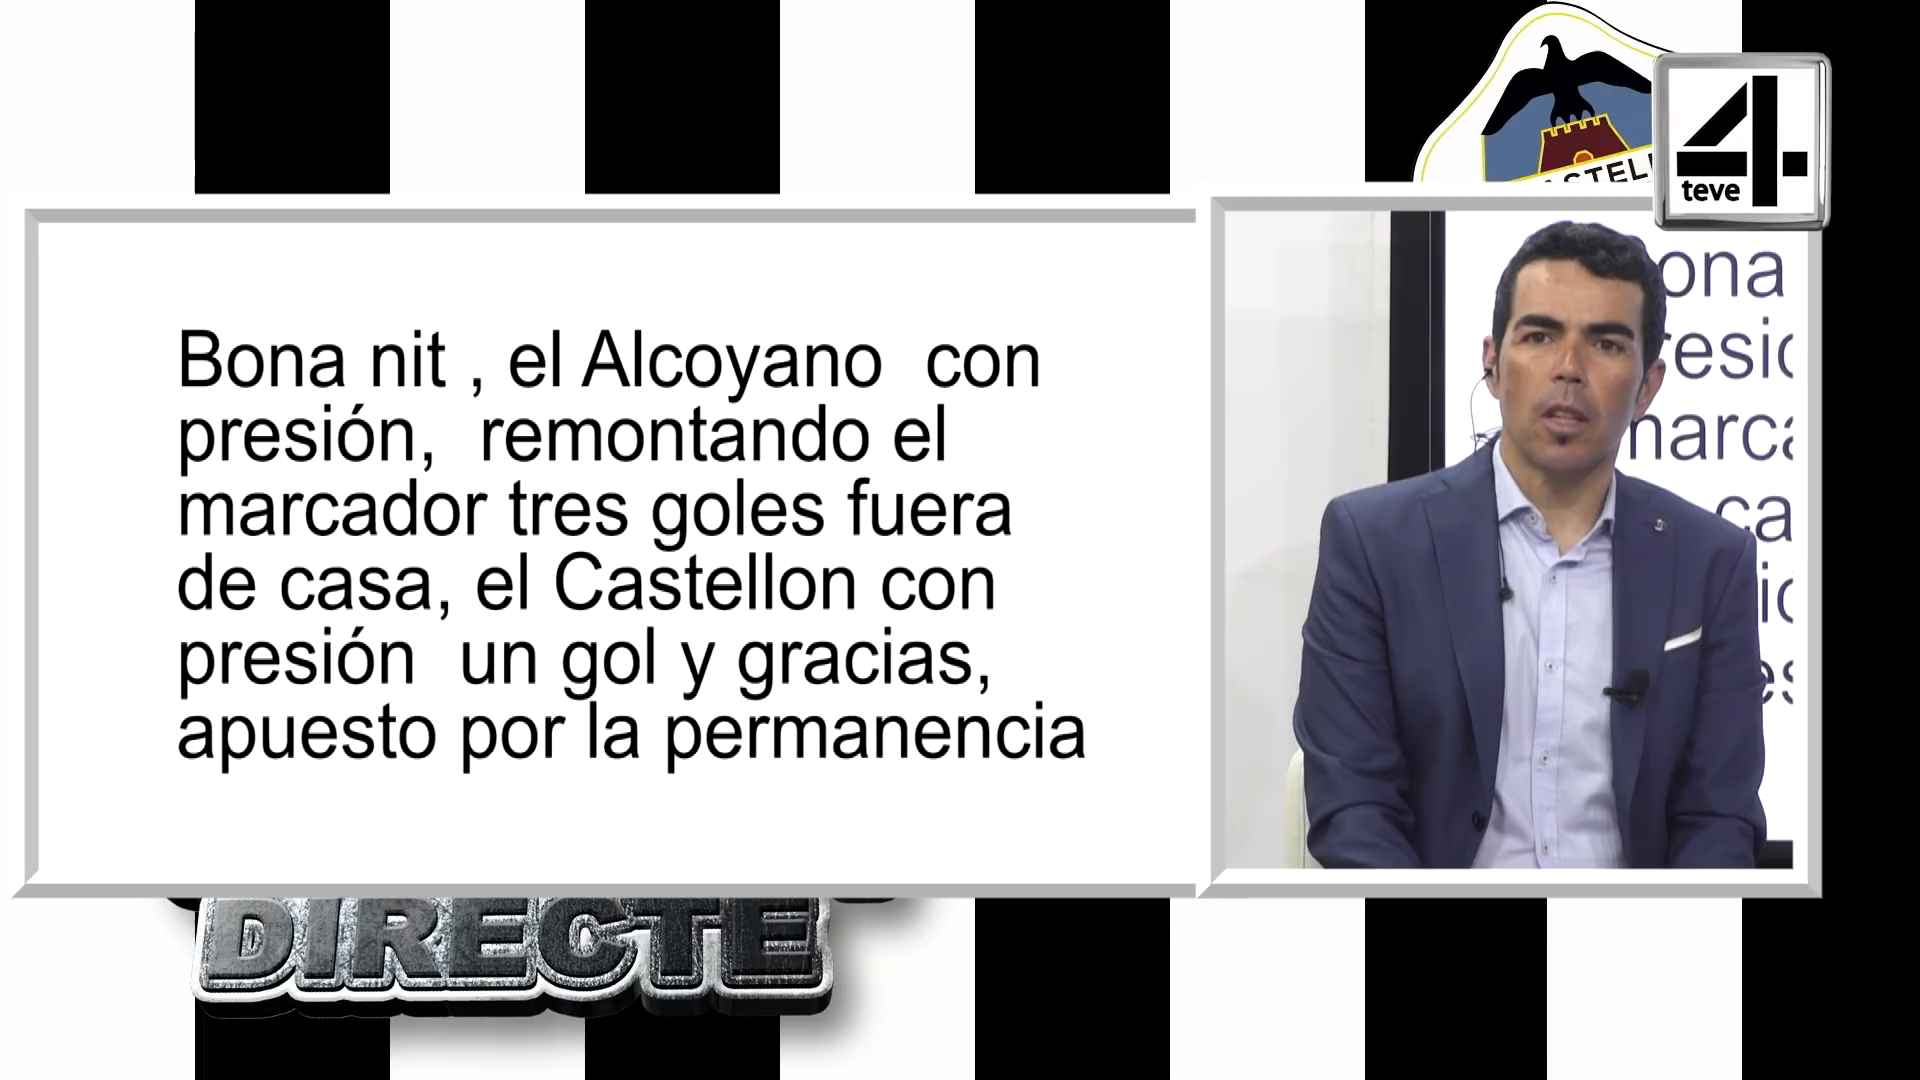 Bona nit , el Alcoyano  con
presión,  remontando el
marcador tres goles fuera
de casa, el Castellon con
presión  un gol y gracias,
apuesto por la permanencia
teve
4.
DIRECTE